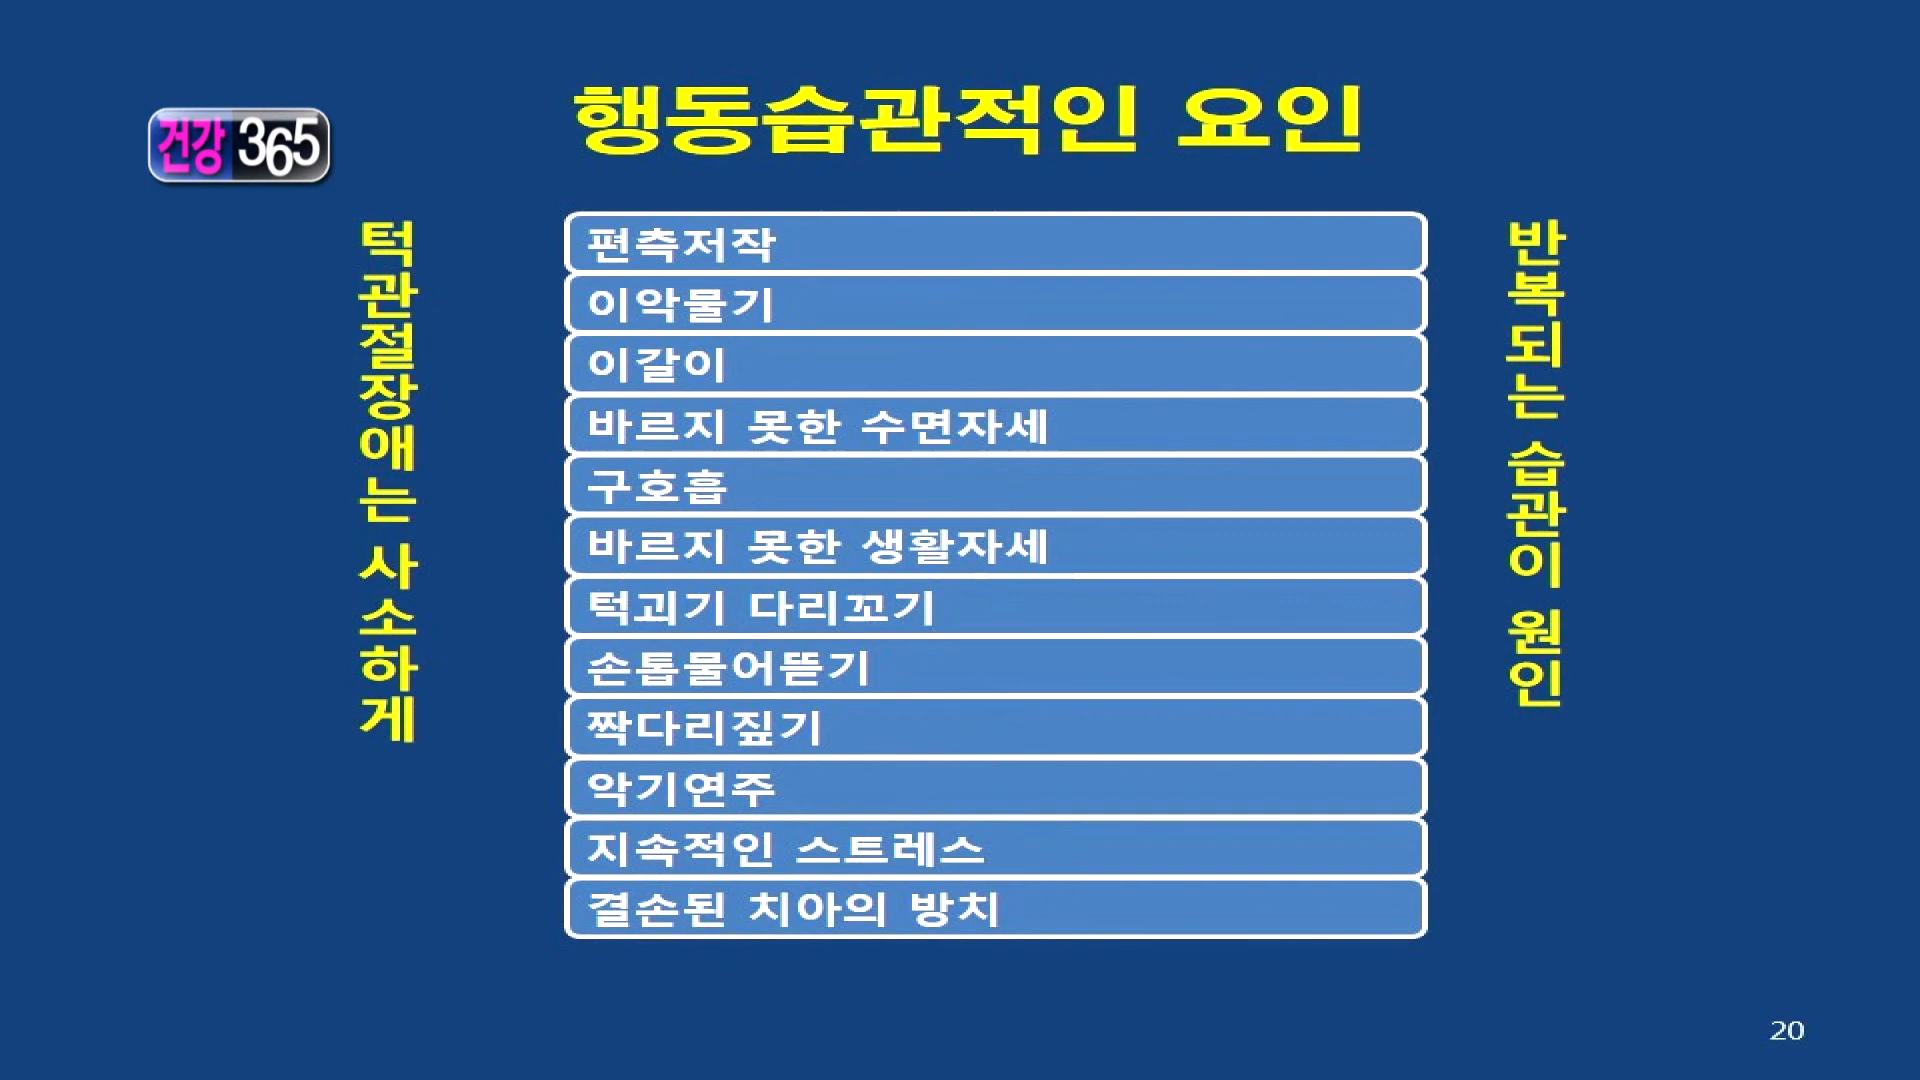 건강 365
행동습관적인 요인
턱관절장애는 사소하게
편측저작
이악물기
이갈이
바르지 못한 수면자세
구호흡
바르지 못한 생활자세
턱괴기 다리꼬기
손톱물어뜯기
짝다리짚기
악기연주
지속적인 스트레스
결손된 치아의 방치
반복되는 습관이 원인
20